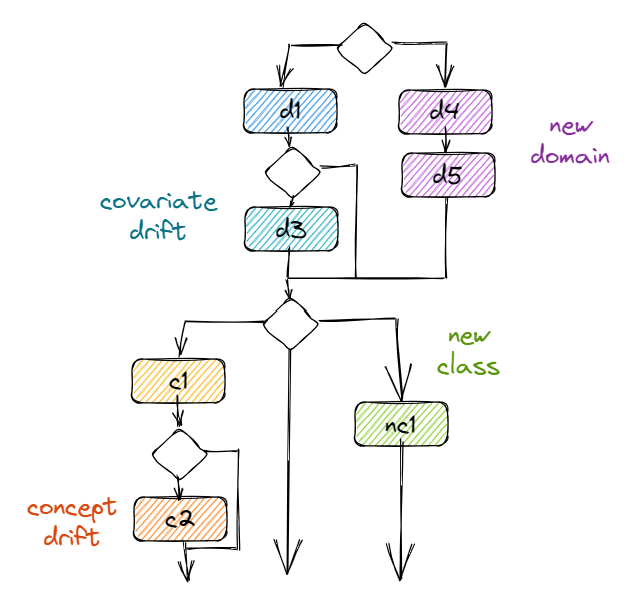 d1
d4
new
domain
d5
covariate
drift
d3
new
class
c1
nc1
concept
drift
c2